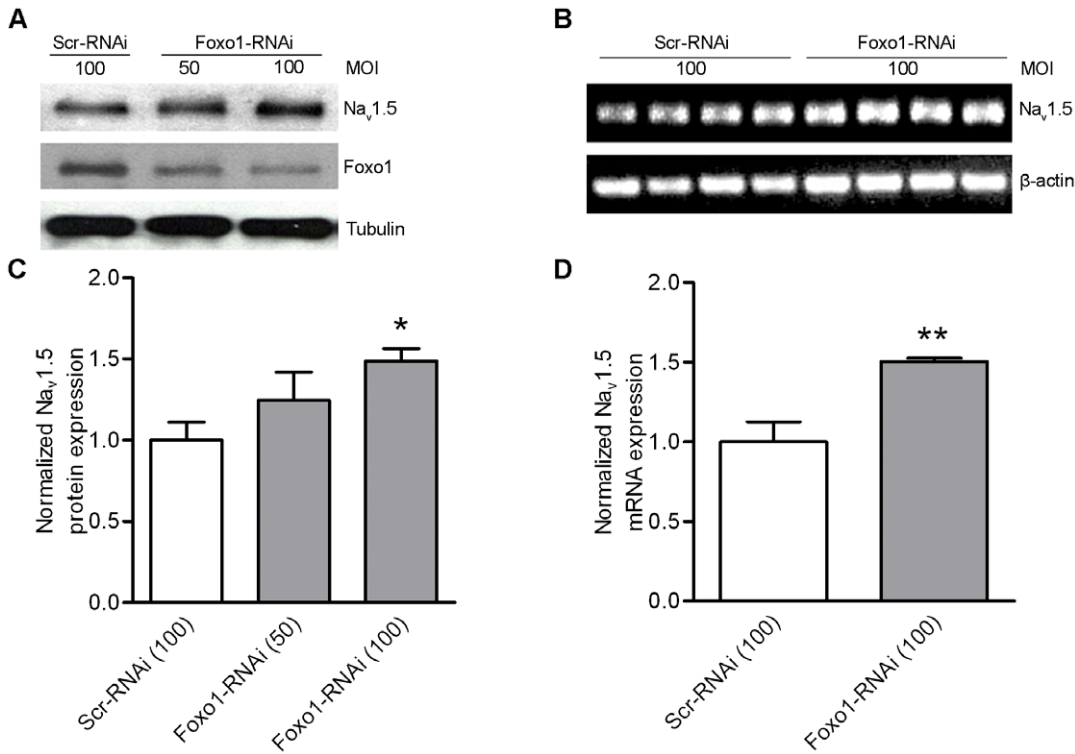 A
Scr-RNAi Foxo1-RNAi
100 50 100 MOI
Nav1.5
Foxo1
Tubulin
B
Scr-RNAi Foxo1-RNAi
100 100 MOI
Nav1.5
β-actin
C
Normalized Nav1.5
protein expression
2.0
1.5
1.0
0.5
0.0
*
Scr-RNAi (100)
Foxo1-RNAi (50)
Foxo1-RNAi (100)
D
Normalized Nav1.5
mRNA expression
2.0
1.5
1.0
0.5
0.0
**
Scr-RNAi (100)
Foxo1-RNAi (100)